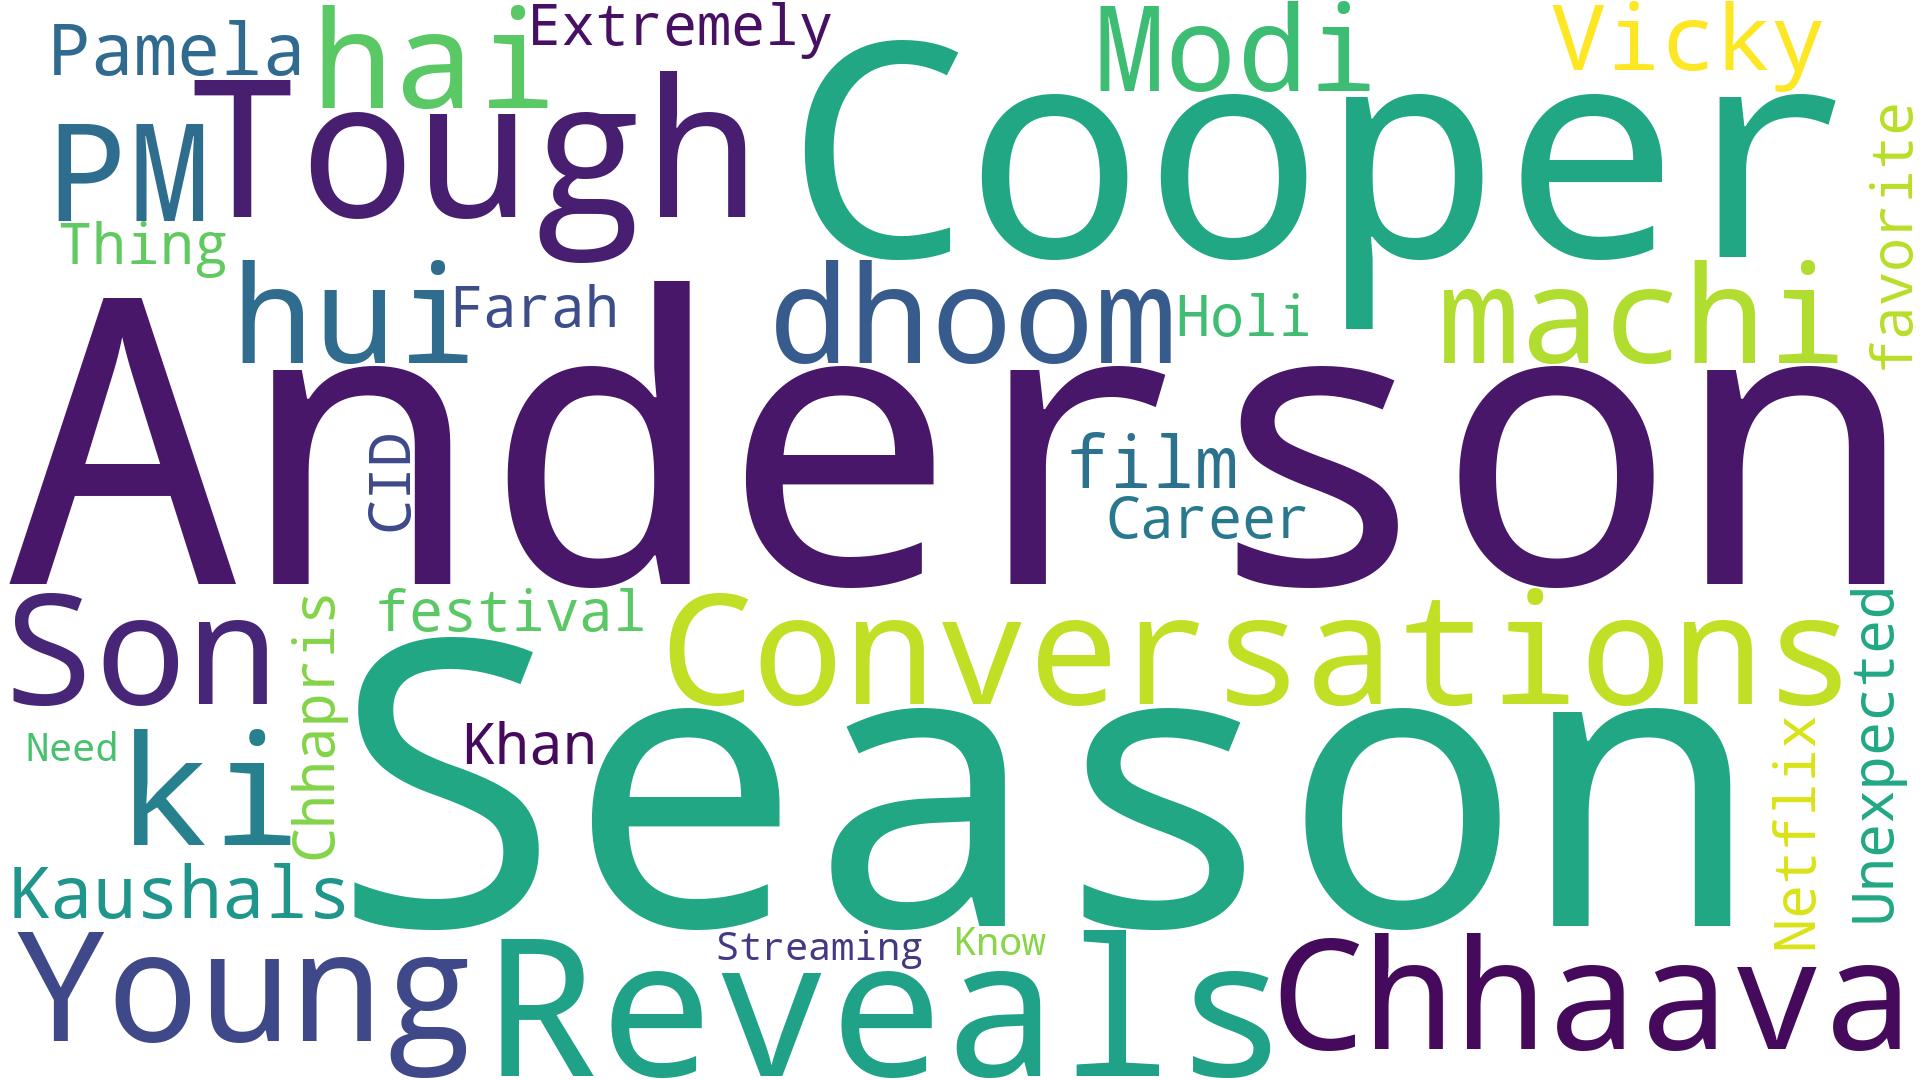 Pamela
hai
Extremely
Modi
Vicky
PM
Tough
Cooper
favorite
Thing
hui
Farah
dhoom
Holi
machi
Anderson
CID
film
Career
Son
Chhapris
festival
Conversations
Unexpected
Need
ki
Khan
Season
Netflix
Kaushals
Young
Reveals
Streaming
Know
Chhaava